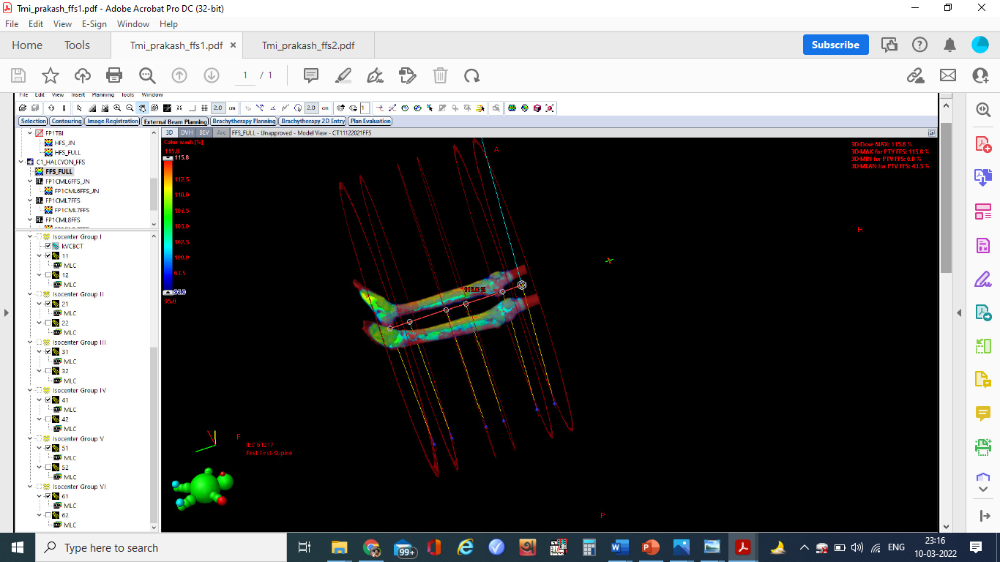 Tmi_prakash_ffs1.pdf - Adobe Acrobat Pro DC (32-bit)
File Edit View E-Sign Window Help
Home Tools Tmi_prakash_ffs1.pdf × Tmi_prakash_ffs2.pdf Subscribe
1 / 1
File Edit View Insert Planning Tools Window
2.0 cm 2.0 cm 1
Selection Contouring Image Registration External Beam Planning Brachytherapy Planning Brachytherapy 2D Entry Plan Evaluation
3D DVH BEV Arc FFS_FULL - Unapproved - Model View - CT11122021FFS
FP1TBI
HFS_JN
HFS_FULL
C1_HALCYON_FFS
FFS_FULL
FP1CML6FFS_JN
FP1CML6FFS_JN
FP1CML7FFS
FP1CML7FFS
FP1CML8FFS
Isocenter Group I
kVCBCT
11
MLC
12
MLC
Isocenter Group II
21
MLC
22
MLC
Isocenter Group III
31
MLC
32
MLC
Isocenter Group IV
41
MLC
42
MLC
Isocenter Group V
51
MLC
52
MLC
Isocenter Group VI
61
MLC
62
MLC
Color wash [%]
115.8
115.8
112.5
110.0
107.5
105.0
102.5
100.0
97.5
95.0
95.0
A
3D Dose MAX: 115.8 %
3D MAX for PTV FFS: 115.8 %
3D MIN for PTV FFS: 0.0 %
3D MEAN for PTV FFS: 43.5 %
H
F
IEC 61217
Feet First-Supine
P
Type here to search
99+
ENG
23:16
10-03-2022